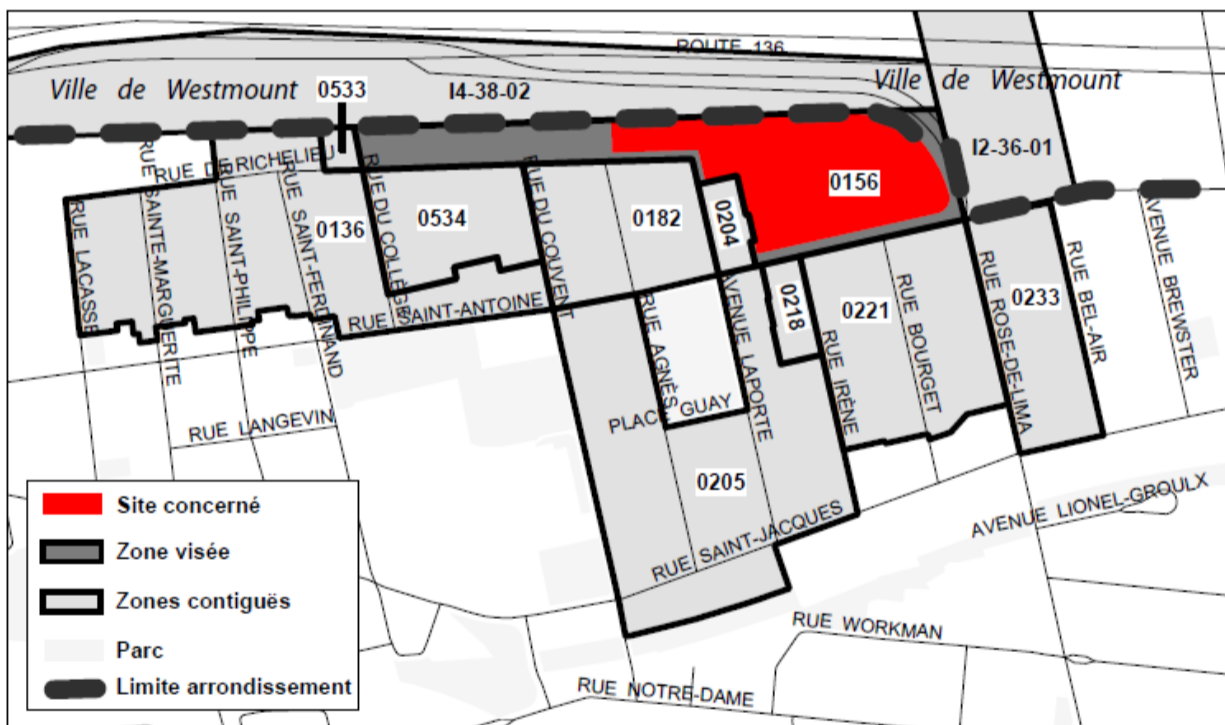 ROUTE 136
Ville de Westmount
0533
I4-38-02
Ville de Westmount
I2-36-01
RUE DE RICHELIEU
0156
RUE LACASSE
RUE SAINTE-MARGUERITE
RUE SAINT-PHILIPPE
RUE SAINT-FERDINAND
0136
RUE DU COLLÈGE
0534
RUE DU COUVENT
0182
0204
RUE SAINT-ANTOINE
RUE AGNÈS
AVENUE LAPORTE
0218
RUE IRÈNE
0221
RUE BOURGET
RUE ROSE-DE-LIMA
0233
RUE BEL-AIR
AVENUE BREWSTER
PLACE GUAY
RUE LANGEVIN
0205
RUE SAINT-JACQUES
AVENUE LIONEL-GROULX
RUE WORKMAN
RUE NOTRE-DAME
Site concerné
Zone visée
Zones contiguës
Parc
Limite arrondissement